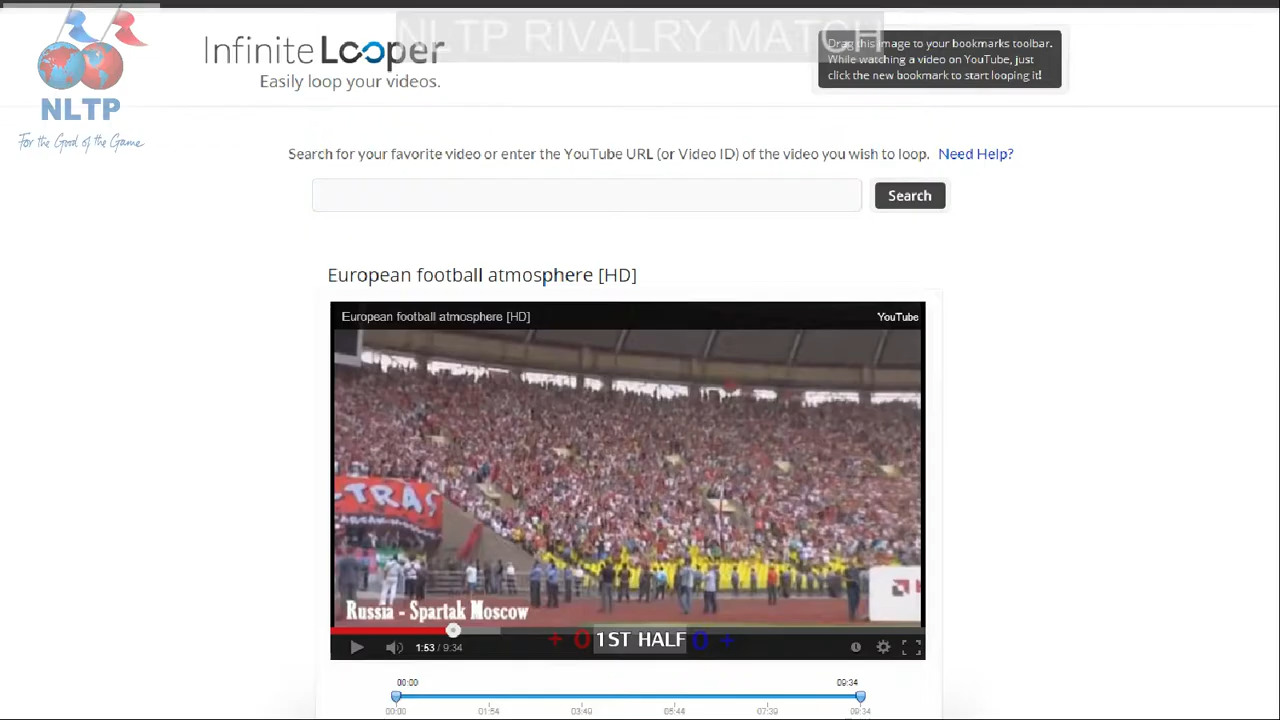 NLTP RIVALRY MATCH
NLTP
For the Good of the Game
Infinite Looper
Easily loop your videos.
Drag this image to your bookmarks toolbar.
While watching a video on YouTube, just
click the new bookmark to start looping it!
Search for your favorite video or enter the YouTube URL (or Video ID) of the video you wish to loop. Need Help?
Search
European football atmosphere [HD]
European football atmosphere [HD] YouTube
Russia - Spartak Moscow
+ 0 1ST HALF 0 +
1:53 / 9:34
00:00 09:34
00:00 01:54 03:49 05:44 07:39 09:34